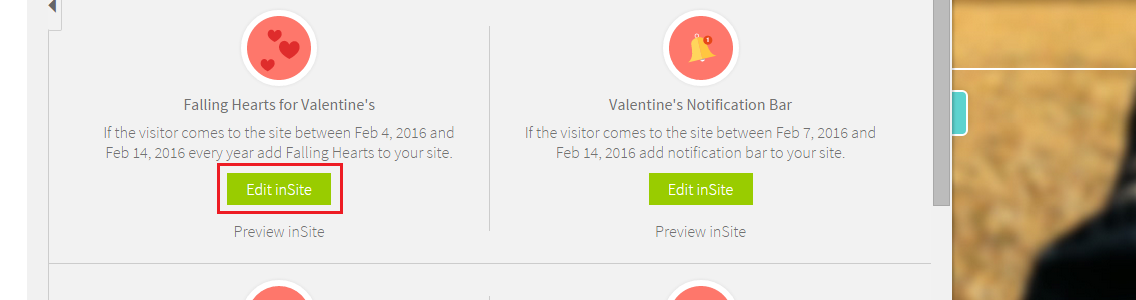 Falling Hearts for Valentine's
If the visitor comes to the site between Feb 4, 2016 and
Feb 14, 2016 every year add Falling Hearts to your site.
Edit inSite
Preview inSite
Valentine's Notification Bar
If the visitor comes to the site between Feb 7, 2016 and
Feb 14, 2016 add notification bar to your site.
Edit inSite
Preview inSite